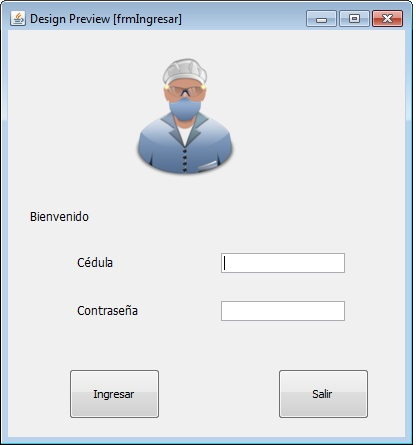 Design Preview [frmIngresar]
Bienvenido
Cédula
Contraseña
Ingresar
Salir